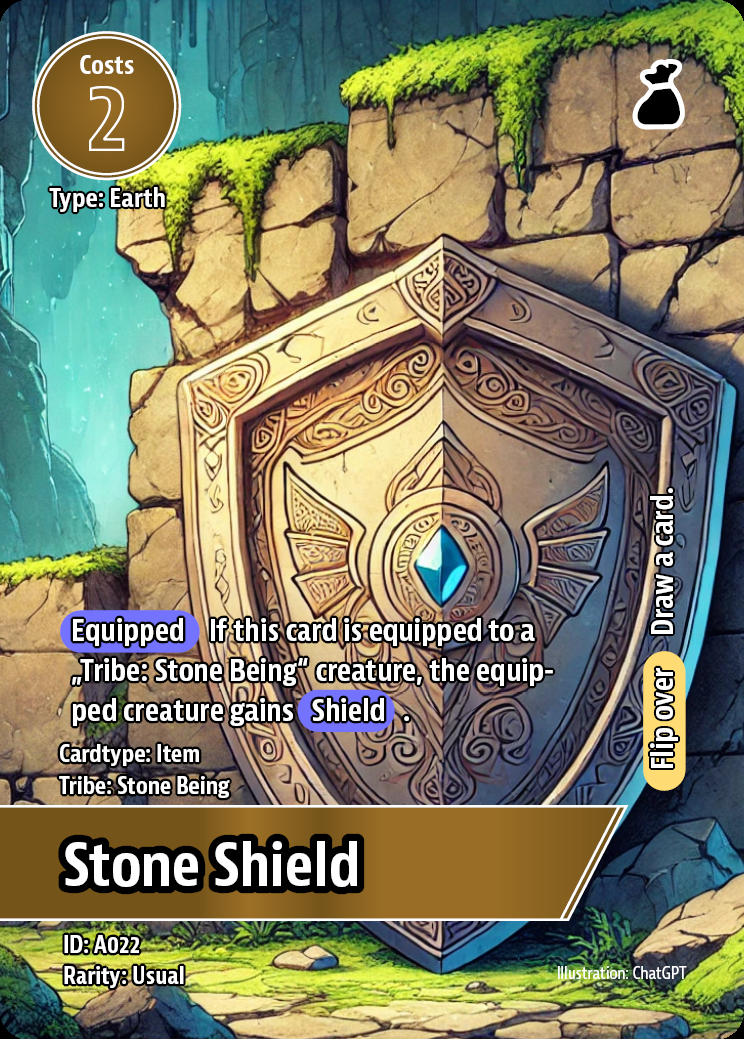 Costs
2
Type: Earth
Equipped If this card is equipped to a
„Tribe: Stone Being“ creature, the equip-
ped creature gains Shield .
Flip over Draw a card.
Cardtype: Item
Tribe: Stone Being
Stone Shield
ID: A022
Rarity: Usual
Illustration: ChatGPT